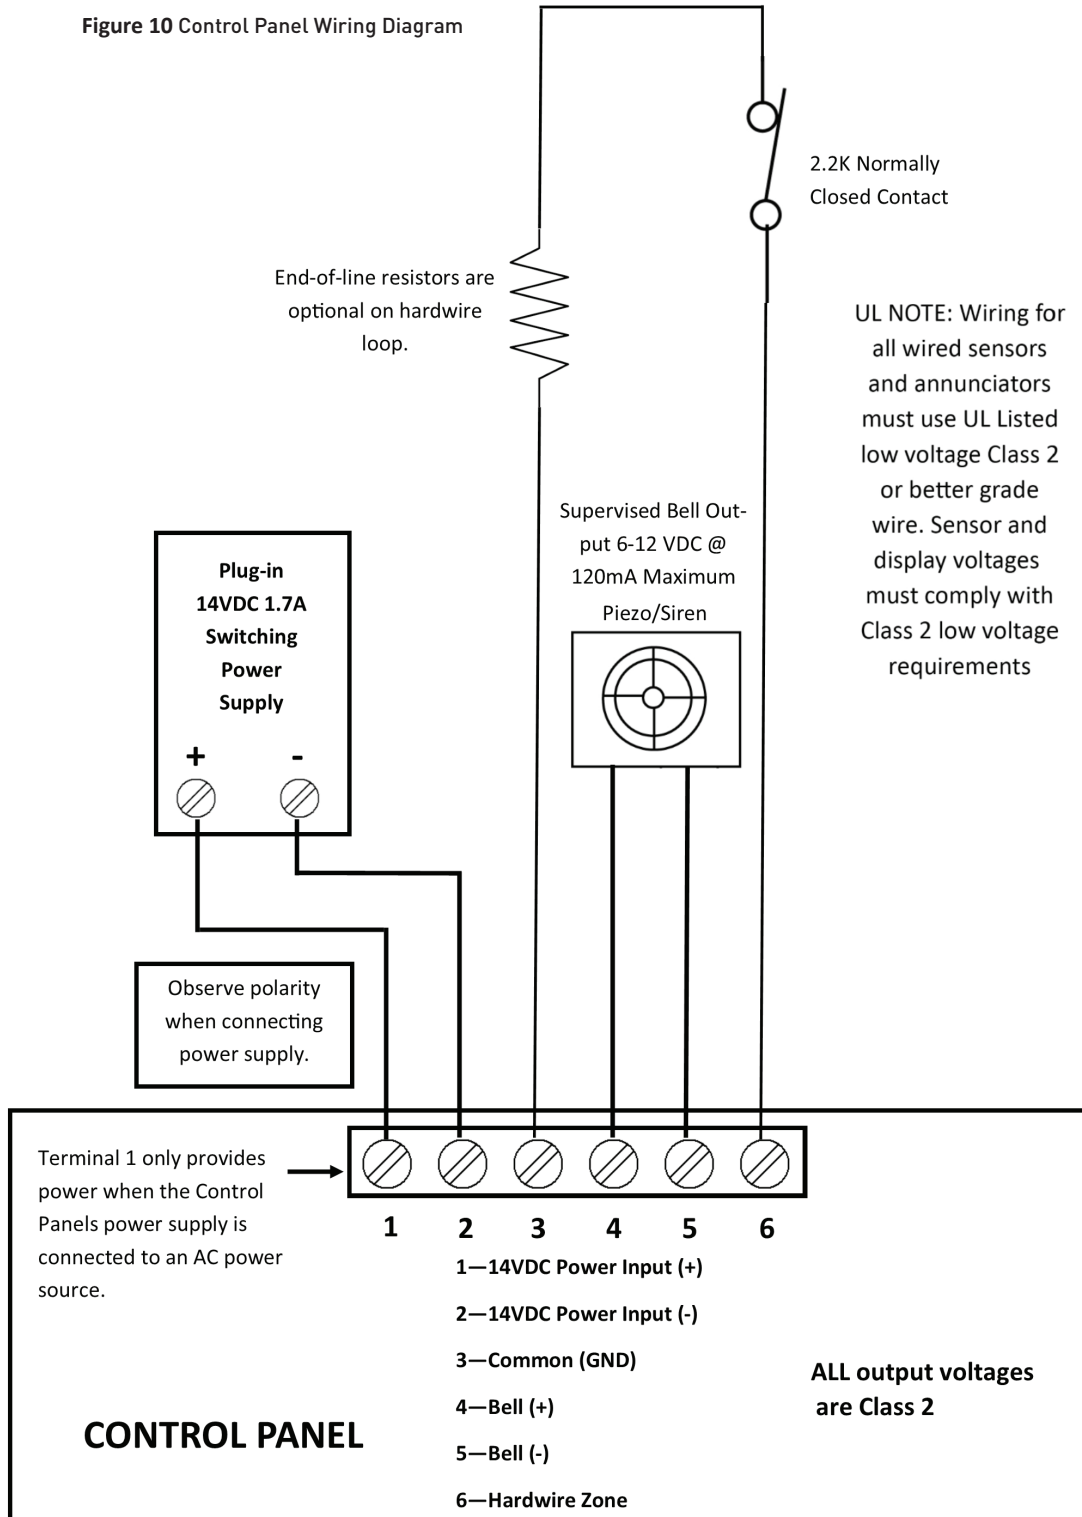 Figure 10 Control Panel Wiring Diagram
2.2K Normally
Closed Contact
End-of-line resistors are
optional on hardwire
loop.
UL NOTE: Wiring for
all wired sensors
and annunciators
must use UL Listed
low voltage Class 2
or better grade
wire. Sensor and
display voltages
must comply with
Class 2 low voltage
requirements
Supervised Bell Out-
put 6-12 VDC @
120mA Maximum
Piezo/Siren
Plug-in
14VDC 1.7A
Switching
Power
Supply
+ -
Observe polarity
when connecting
power supply.
Terminal 1 only provides
power when the Control
Panels power supply is
connected to an AC power
source.
1 2 3 4 5 6
1—14VDC Power Input (+)
2—14VDC Power Input (-)
3—Common (GND)
4—Bell (+)
5—Bell (-)
6—Hardwire Zone
ALL output voltages
are Class 2
CONTROL PANEL